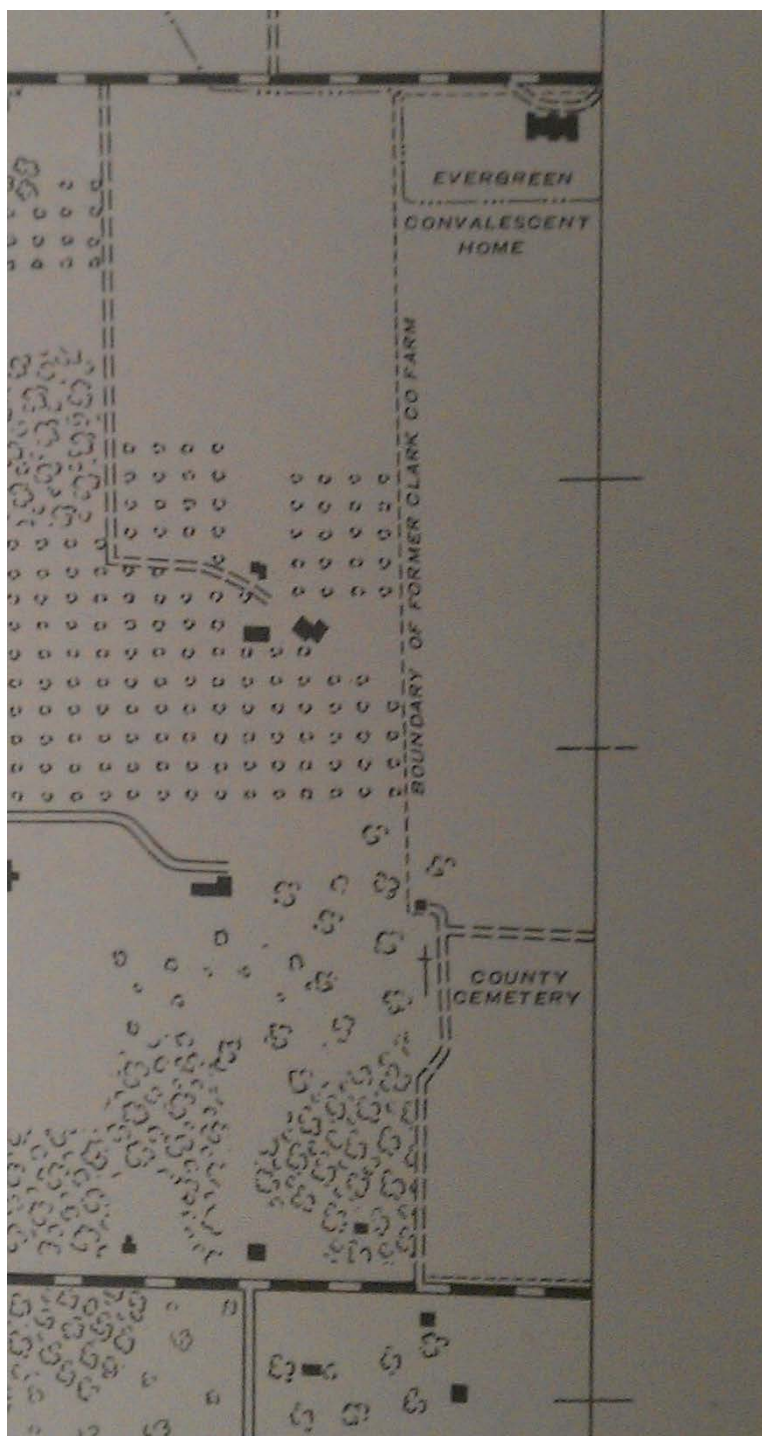 EVERGREEN
CONVALESCENT
HOME
BOUNDARY OF FORMER CLARK CO FARM
COUNTY
CEMETERY